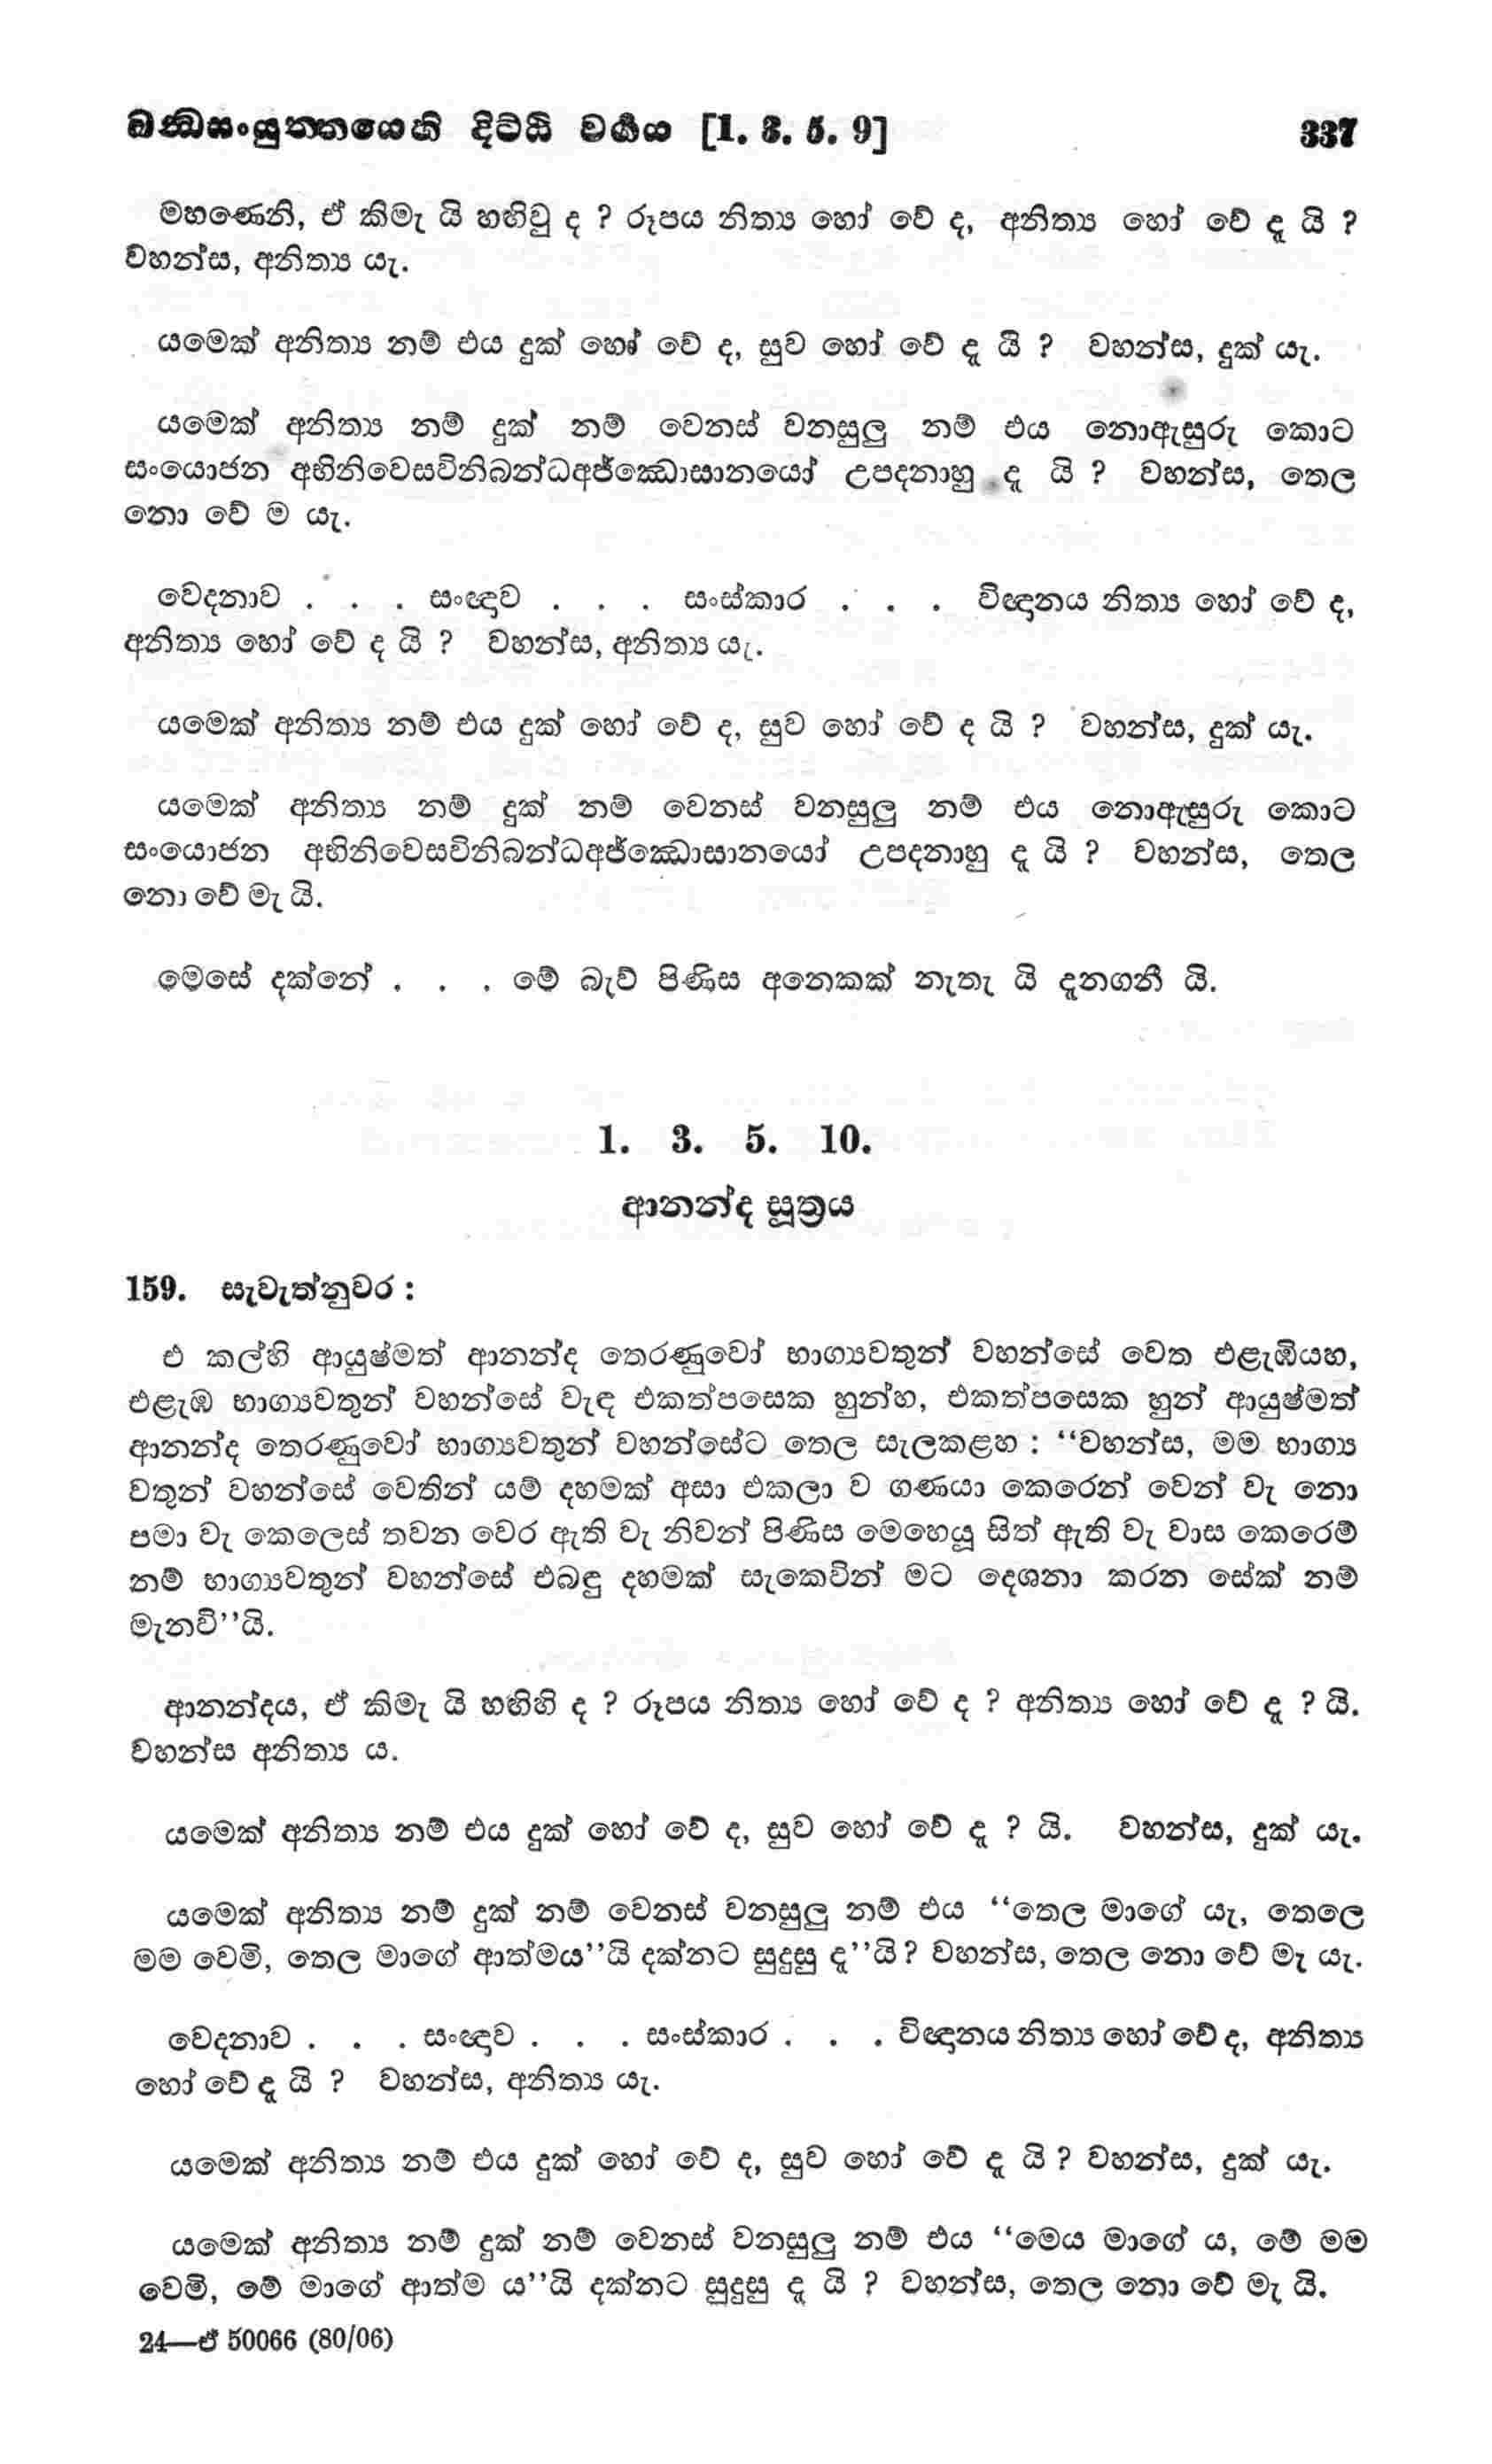 ඛන්ධසංයුත්තයෙහි දිට්ඨි වර්ගය [1. 3. 5. 9] 337
මහණෙනි, ඒ කිමැ යි හඟිවු ද ? රූපය නිත්‍ය හෝ වේ ද, අනිත්‍ය හෝ වේ දැ යි ?
වහන්ස, අනිත්‍ය යැ.
යමෙක් අනිත්‍ය නම් එය දුක් හෝ වේ ද, සුව හෝ වේ දැ යි ? වහන්ස, දුක් යැ.
යමෙක් අනිත්‍ය නම් දුක් නම් වෙනස් වනසුලු නම් එය නොඇසුරු කොට
සංයොජන අභිනිවෙසවිනිබන්ධඅජ්ඣොසානයෝ උපදනාහු දැ යි ? වහන්ස, තෙල
නො වේ ම යැ.
වෙදනාව . . . සංඥාව . . . සංස්කාර . . . විඥානය නිත්‍ය හෝ වේ ද,
අනිත්‍ය හෝ වේ ද යි ? වහන්ස, අනිත්‍ය යැ.
යමෙක් අනිත්‍ය නම් එය දුක් හෝ වේ ද, සුව හෝ වේ ද යි ? වහන්ස, දුක් යැ.
යමෙක් අනිත්‍ය නම් දුක් නම් වෙනස් වනසුලු නම් එය නොඇසුරු කොට
සංයොජන අභිනිවෙසවිනිබන්ධඅජ්ඣොසානයෝ උපදනාහු දැ යි ? වහන්ස, තෙල
නො වේ මැ යි.
මෙසේ දක්නේ . . . මේ බැව් පිණිස අනෙකක් නැතැ යි දැනගනී යි.
1. 3. 5. 10.
ආනන්ද සූත්‍රය
159. සැවැත්නුවර :
එ කල්හි ආයුෂ්මත් ආනන්ද තෙරණුවෝ භාග්‍යවතුන් වහන්සේ වෙත එළැඹියහ,
එළැඹ භාග්‍යවතුන් වහන්සේ වැඳ එකත්පසෙක හුන්හ, එකත්පසෙක හුන් ආයුෂ්මත්
ආනන්ද තෙරණුවෝ භාග්‍යවතුන් වහන්සේට තෙල සැලකළහ : “වහන්ස, මම භාග්‍ය
වතුන් වහන්සේ වෙතින් යම් දහමක් අසා එකලා ව ගණයා කෙරෙන් වෙන් වැ නො
පමා වැ කෙලෙස් තවන වෙර ඇති වැ නිවන් පිණිස මෙහෙයූ සිත් ඇති වැ වාස කෙරෙම්
නම් භාග්‍යවතුන් වහන්සේ එබඳු දහමක් සැකෙවින් මට දෙශනා කරන සේක් නම්
මැනවි’’යි.
ආනන්දය, ඒ කිමැ යි හඟිහි ද ? රූපය නිත්‍ය හෝ වේ ද ? අනිත්‍ය හෝ වේ දැ ? යි.
වහන්ස අනිත්‍ය ය.
යමෙක් අනිත්‍ය නම් එය දුක් හෝ වේ ද, සුව හෝ වේ දැ ? යි. වහන්ස, දුක් යැ.
යමෙක් අනිත්‍ය නම් දුක් නම් වෙනස් වනසුලු නම් එය ‘‘තෙල මාගේ යැ, තෙලෙ
මම වෙමි, තෙල මාගේ ආත්මය’’යි දක්නට සුදුසු දැ’’යි? වහන්ස, තෙල නො වේ මැ යැ.
වෙදනාව . . . සංඥාව . . . සංස්කාර . . . විඥානය නිත්‍ය හෝ වේ ද, අනිත්‍ය
හෝ වේ දැ යි ? වහන්ස, අනිත්‍ය යැ.
යමෙක් අනිත්‍ය නම් එය දුක් හෝ වේ ද, සුව හෝ වේ දැ යි ? වහන්ස, දුක් යැ.
යමෙක් අනිත්‍ය නම් දුක් නම් වෙනස් වනසුලු නම් එය ‘‘මෙය මාගේ ය, මේ මම
වෙමි, මේ මාගේ ආත්ම ය’’යි දක්නට සුදුසු දැ යි ? වහන්ස, තෙල නො වේ මැ යි.
24—ඒ 50066 (80/06)